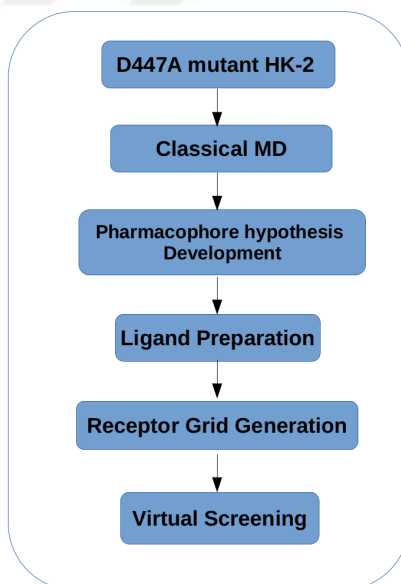 D447A mutant HK-2
Classical MD
Pharmacophore hypothesis
Development
Ligand Preparation
Receptor Grid Generation
Virtual Screening